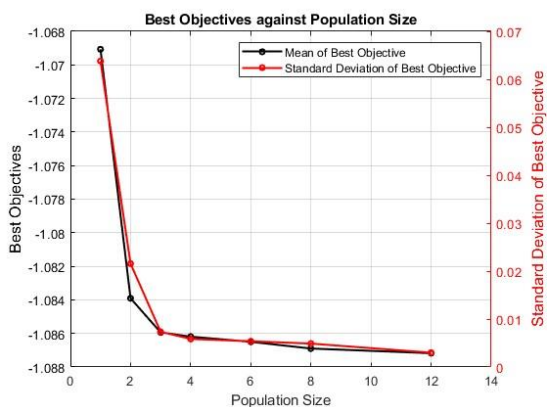 Best Objectives against Population Size
Mean of Best Objective
Standard Deviation of Best Objective
Best Objectives
-1.068
-1.07
-1.072
-1.074
-1.076
-1.078
-1.08
-1.082
-1.084
-1.086
-1.088
0.07
0.06
0.05
0.04
0.03
0.02
0.01
0
Standard Deviation of Best Objective
0 2 4 6 8 10 12 14
Population Size